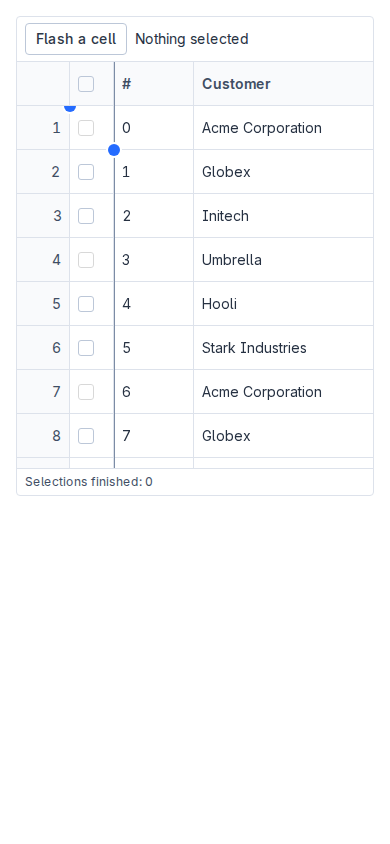 Flash a cell Nothing selected
# Customer
1 0 Acme Corporation
2 1 Globex
3 2 Initech
4 3 Umbrella
5 4 Hooli
6 5 Stark Industries
7 6 Acme Corporation
8 7 Globex
Selections finished: 0